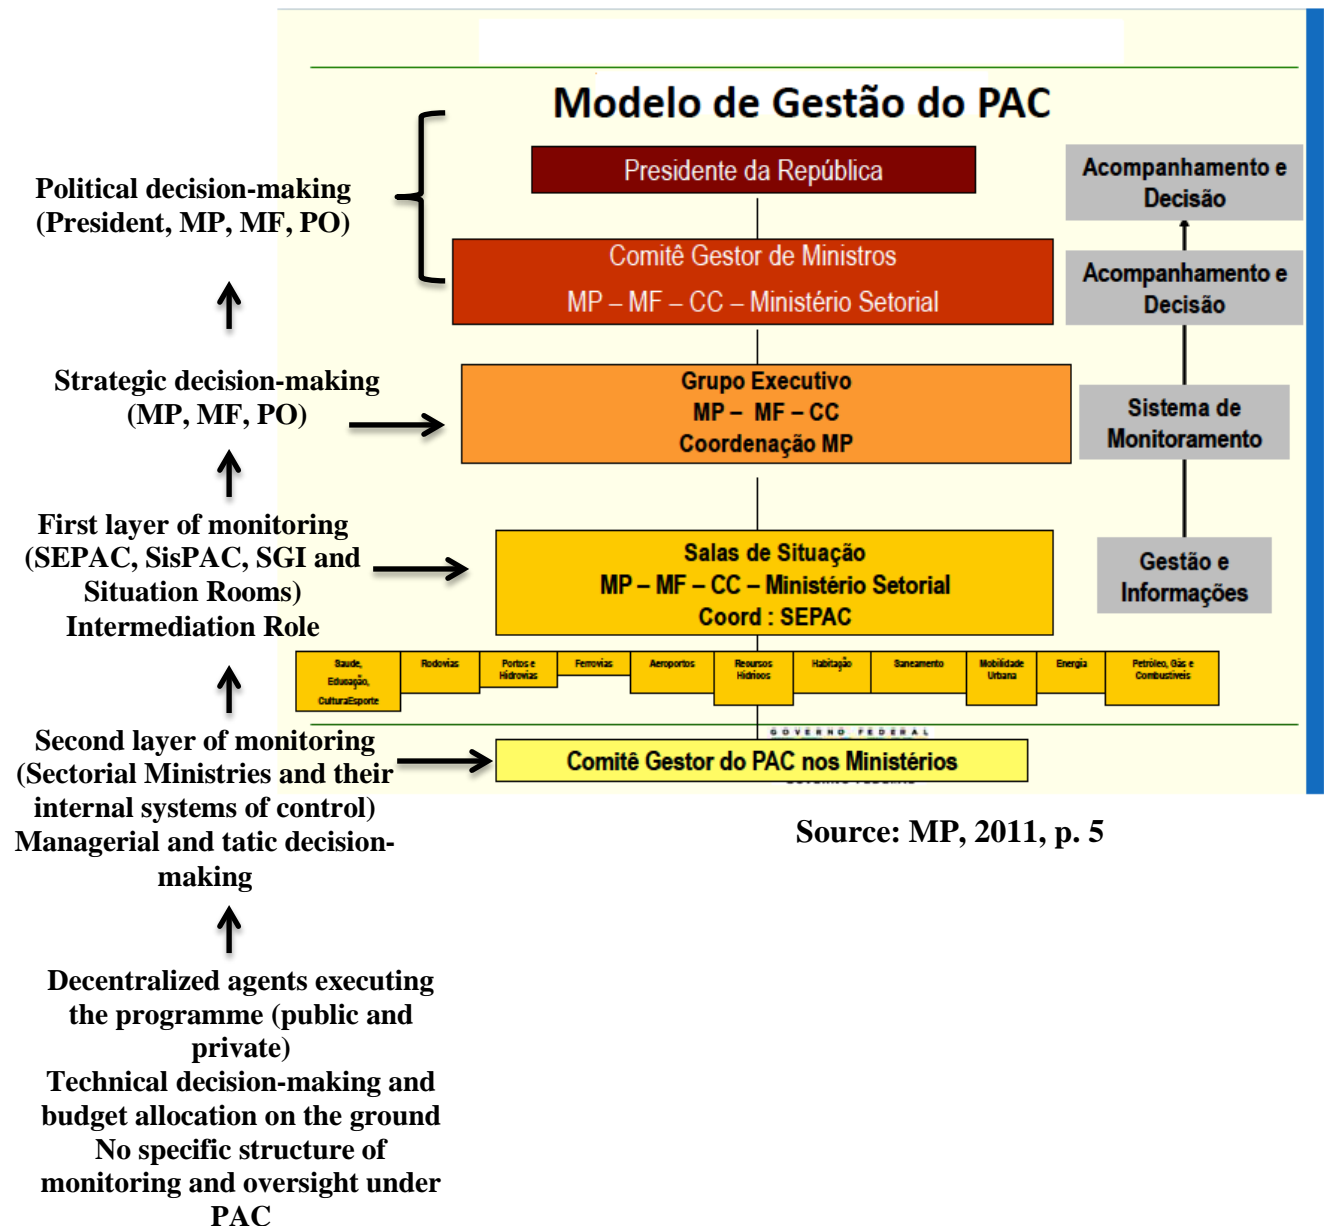 Modelo de Gestão do PAC
Political decision-making
(President, MP, MF, PO)
Presidente da República
Acompanhamento e
Decisão
Comitê Gestor de Ministros
MP – MF – CC – Ministério Setorial
Acompanhamento e
Decisão
Strategic decision-making
(MP, MF, PO)
Grupo Executivo
MP – MF – CC
Coordenação MP
Sistema de
Monitoramento
First layer of monitoring
(SEPAC, SisPAC, SGI and
Situation Rooms)
Intermediation Role
Salas de Situação
MP – MF – CC – Ministério Setorial
Coord : SEPAC
Gestão e
Informações
Saude,
Educação,
CulturaEsporte
Rodovias
Portos e
Hidrovias
Ferrovias
Aeroportos
Recursos
Hídricos
Habitação
Saneamento
Mobilidade
Urbana
Energia
Petróleo, Gás e
Combustíveis
GOVERNO FEDERAL
Second layer of monitoring
(Sectorial Ministries and their
internal systems of control)
Managerial and tatic decision-
making
Comitê Gestor do PAC nos Ministérios
Source: MP, 2011, p. 5
Decentralized agents executing
the programme (public and
private)
Technical decision-making and
budget allocation on the ground
No specific structure of
monitoring and oversight under
PAC